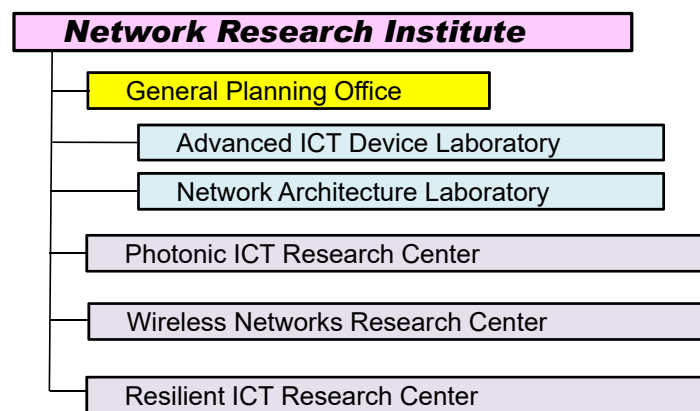 Network Research Institute
General Planning Office
Advanced ICT Device Laboratory
Network Architecture Laboratory
Photonic ICT Research Center
Wireless Networks Research Center
Resilient ICT Research Center